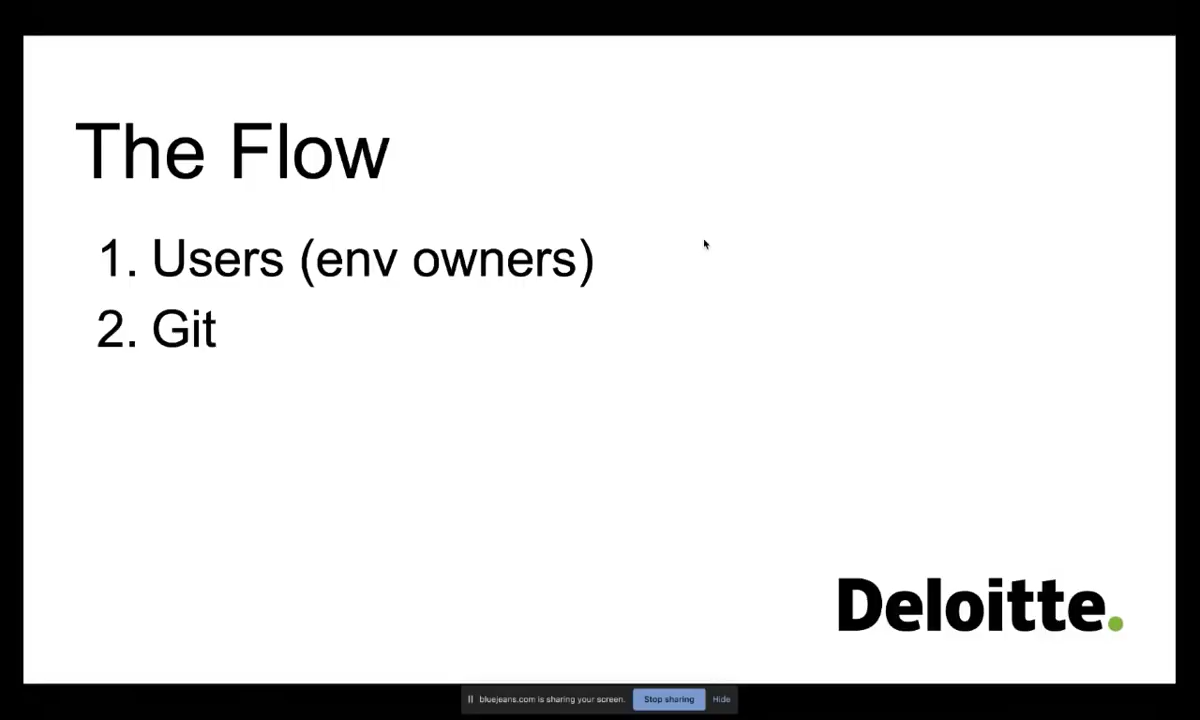 The Flow
1. Users (env owners)
2. Git
Deloitte.
bluejeans.com is sharing your screen. Stop sharing Hide